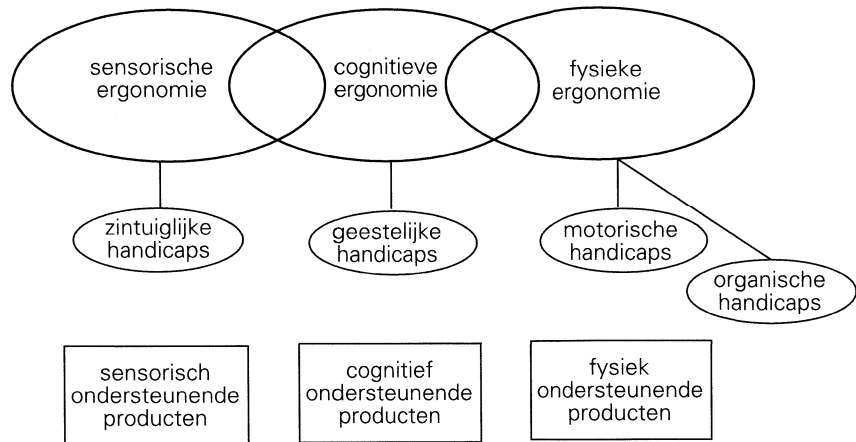 sensorische
ergonomie
cognitieve
ergonomie
fysieke
ergonomie
zintuiglijke
handicaps
geestelijke
handicaps
motorische
handicaps
organische
handicaps
sensorisch
ondersteunende
producten
cognitief
ondersteunende
producten
fysiek
ondersteunende
producten